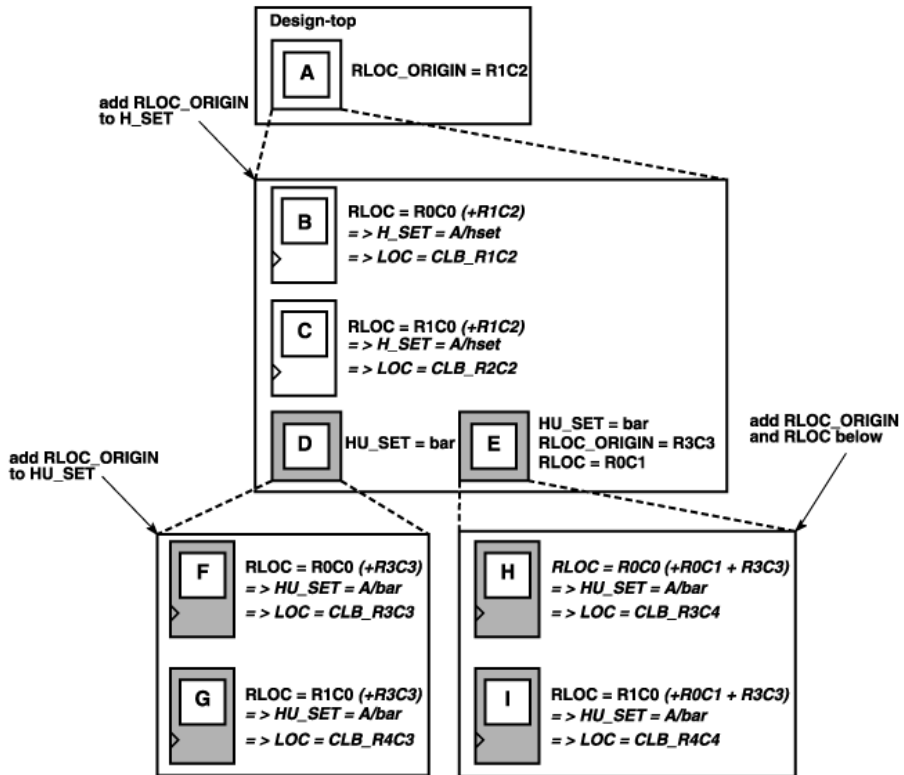 Design-top
A
RLOC_ORIGIN = R1C2
add RLOC_ORIGIN
to H_SET
B
RLOC = R0C0 (+R1C2)
= > H_SET = A/hset
= > LOC = CLB_R1C2
C
RLOC = R1C0 (+R1C2)
= > H_SET = A/hset
= > LOC = CLB_R2C2
D
HU_SET = bar
E
HU_SET = bar
RLOC_ORIGIN = R3C3
RLOC = R0C1
add RLOC_ORIGIN
and RLOC below
add RLOC_ORIGIN
to HU_SET
F
RLOC = R0C0 (+R3C3)
= > HU_SET = A/bar
= > LOC = CLB_R3C3
G
RLOC = R1C0 (+R3C3)
= > HU_SET = A/bar
= > LOC = CLB_R4C3
H
RLOC = R0C0 (+R0C1 + R3C3)
= > HU_SET = A/bar
= > LOC = CLB_R3C4
I
RLOC = R1C0 (+R0C1 + R3C3)
= > HU_SET = A/bar
= > LOC = CLB_R4C4